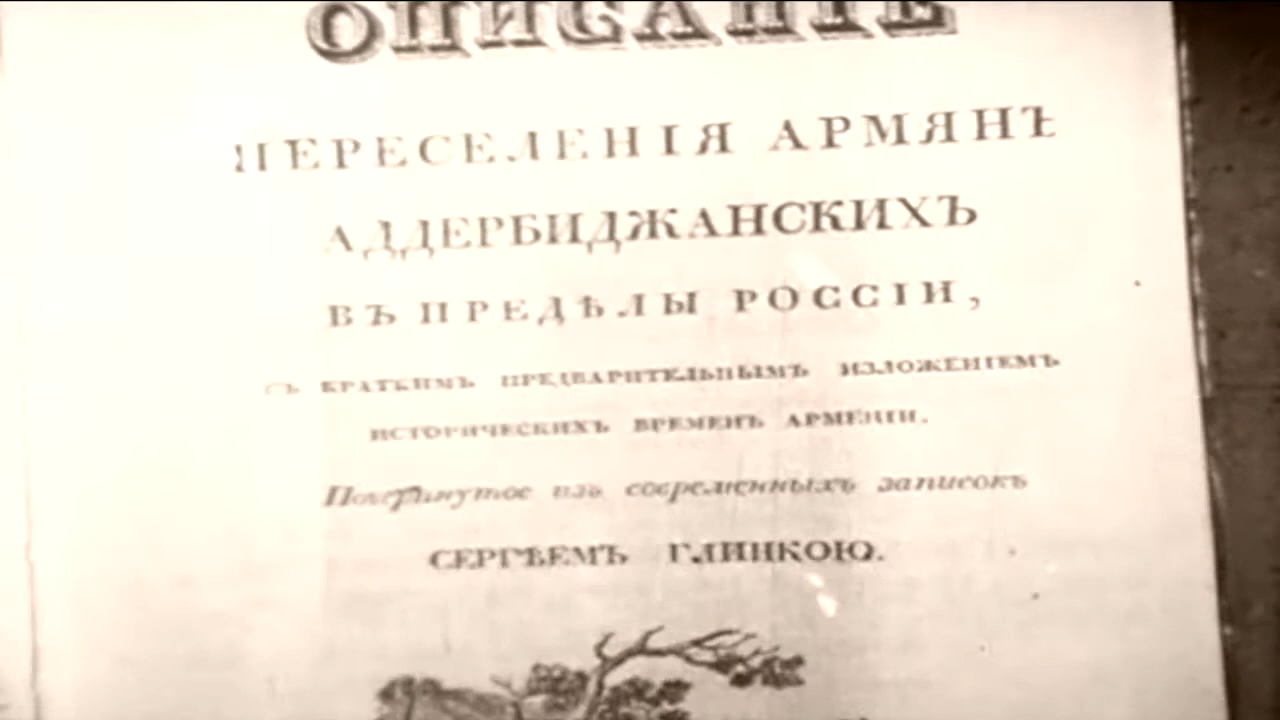 ОПИСАНІЕ
ПЕРЕСЕЛЕНІЯ АРМЯНЪ
АДДЕРБИДЖАНСКИХЪ
ВЪ ПРЕДѢЛЫ РОССІИ,
СЪ КРАТКИМЪ ПРЕДВАРИТЕЛЬНЫМЪ ИЗЛОЖЕНІЕМЪ
ИСТОРИЧЕСКИХЪ ВРЕМЕНЪ АРМЕНІИ.
Почерпнутое изъ современныхъ записокъ
СЕРГѢЕМЪ ГЛИНКОЮ.